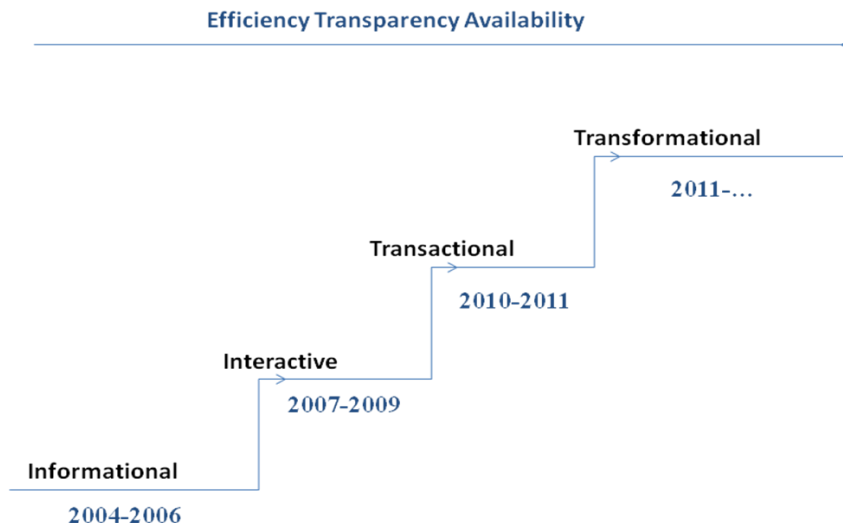 Efficiency Transparency Availability
Transformational
2011-...
Transactional
2010-2011
Interactive
2007-2009
Informational
2004-2006